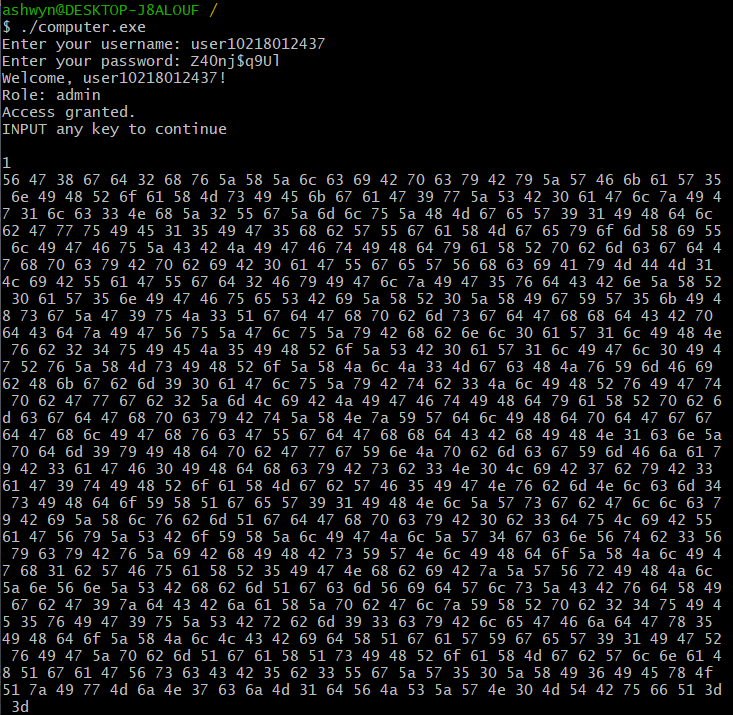 ashwyn@DESKTOP-J8ALOUF /
$ ./computer.exe
Enter your username: user10218012437
Enter your password: Z40nj$q9Ul
Welcome, user10218012437!
Role: admin
Access granted.
INPUT any key to continue
1
56 47 38 67 64 32 68 76 5a 58 5a 6c 63 69 42 70 63 79 42 79 5a 57 46 6b 61 57 35
6e 49 48 52 6f 61 58 4d 73 49 45 6b 67 61 47 39 77 5a 53 42 30 61 47 6c 7a 49 4
7 31 6c 63 33 4e 68 5a 32 55 67 5a 6d 6c 75 5a 48 4d 67 65 57 39 31 49 48 64 6c
62 47 77 75 49 45 31 35 49 47 35 68 62 57 55 67 61 58 4d 67 65 79 6f 6d 58 69 55
6c 49 47 46 75 5a 43 42 4a 49 47 46 74 49 48 64 79 61 58 52 70 62 6d 63 67 64 4
7 68 70 63 79 42 70 62 69 42 30 61 47 55 67 65 57 56 68 63 69 41 79 4d 44 4d 31
4c 69 42 55 61 47 55 67 64 32 46 79 49 47 6c 7a 49 47 35 76 64 43 42 6e 5a 58 52
30 61 57 35 6e 49 47 46 75 65 53 42 69 5a 58 52 30 5a 58 49 67 59 57 35 6b 49 4
8 73 67 5a 47 39 75 4a 33 51 67 64 47 68 70 62 6d 73 67 64 47 68 68 64 43 42 70
64 43 64 7a 49 47 56 75 5a 47 6c 75 5a 79 42 68 62 6e 6c 30 61 57 31 6c 49 48 4e
76 62 32 34 75 49 45 4a 35 49 48 52 6f 5a 53 42 30 61 57 31 6c 49 47 6c 30 49 4
7 52 76 5a 58 4d 73 49 48 52 6f 5a 58 4a 6c 4a 33 4d 67 63 48 4a 76 59 6d 46 69
62 48 6b 67 62 6d 39 30 61 47 6c 75 5a 79 42 74 62 33 4a 6c 49 48 52 76 49 47 74
70 62 47 77 67 62 32 5a 6d 4c 69 42 4a 49 47 46 74 49 48 64 79 61 58 52 70 62 6
d 63 67 64 47 68 70 63 79 42 74 5a 58 4e 7a 59 57 64 6c 49 48 64 70 64 47 67 67
64 47 68 6c 49 47 68 76 63 47 55 67 64 47 68 68 64 43 42 68 49 48 4e 31 63 6e 5a
70 64 6d 39 79 49 48 64 70 62 47 77 67 59 6e 4a 70 62 6d 63 67 59 6d 46 6a 61 7
9 42 33 61 47 46 30 49 48 64 68 63 79 42 73 62 33 4e 30 4c 69 42 37 62 79 42 33
61 47 39 74 49 48 52 6f 61 58 4d 67 62 57 46 35 49 47 4e 76 62 6d 4e 6c 63 6d 34
73 49 48 64 6f 59 58 51 67 65 57 39 31 49 48 4e 6c 5a 57 73 67 62 47 6c 6c 63 7
9 42 69 5a 58 6c 76 62 6d 51 67 64 47 68 70 63 79 42 30 62 33 64 75 4c 69 42 55
61 47 56 79 5a 53 42 6f 59 58 5a 6c 49 47 4a 6c 5a 57 34 67 63 6e 56 74 62 33 56
79 63 79 42 76 5a 69 42 68 49 48 42 73 59 57 4e 6c 49 48 64 6f 5a 58 4a 6c 49 4
7 68 31 62 57 46 75 61 58 52 35 49 47 4e 68 62 69 42 7a 5a 57 56 72 49 48 4a 6c
5a 6e 56 6e 5a 53 42 68 62 6d 51 67 63 6d 56 69 64 57 6c 73 5a 43 42 76 64 58 49
67 62 47 39 7a 64 43 42 6a 61 58 5a 70 62 47 6c 7a 59 58 52 70 62 32 34 75 49 4
5 35 76 49 47 39 75 5a 53 42 72 62 6d 39 33 63 79 42 6c 65 47 46 6a 64 47 78 35
49 48 64 6f 5a 58 4a 6c 4c 43 42 69 64 58 51 67 61 57 59 67 65 57 39 31 49 47 52
76 49 47 5a 70 62 6d 51 67 61 58 51 73 49 48 52 6f 61 58 4d 67 62 57 6c 6e 61 4
8 51 67 61 47 56 73 63 43 42 35 62 33 55 67 5a 57 35 30 5a 58 49 36 49 45 78 4f
51 7a 49 77 4d 6a 4e 37 63 6a 4d 31 64 56 4a 53 5a 57 4e 30 4d 54 42 75 66 51 3d
3d